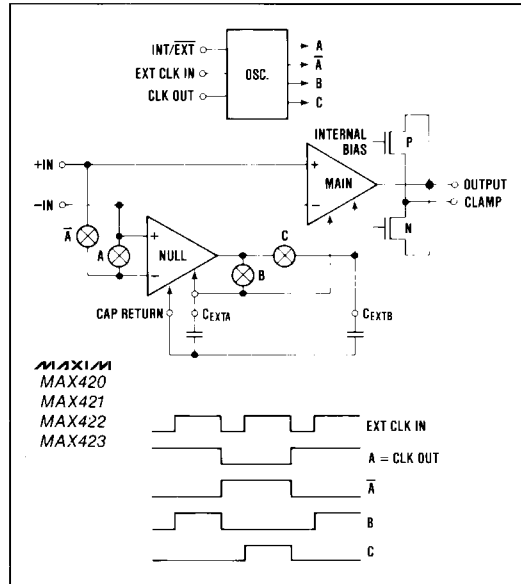 INT/EXT
EXT CLK IN
CLK OUT
OSC.
A
A̅
B
C
INTERNAL
BIAS
P
+IN
−IN
+
−
MAIN
OUTPUT
CLAMP
N
A̅
A
+
−
NULL
C
B
CAP RETURN
CEXTA
CEXTB
MAXIM
MAX420
MAX421
MAX422
MAX423
EXT CLK IN
A = CLK OUT
A̅
B
C